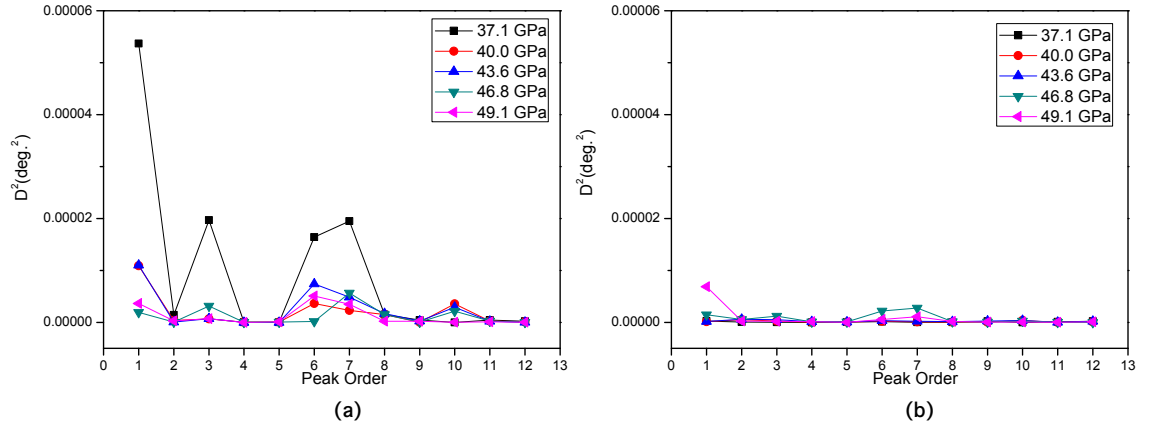 0.00006
0.00004
0.00002
0.00000
D²(deg.²)
37.1 GPa
40.0 GPa
43.6 GPa
46.8 GPa
49.1 GPa
0 1 2 3 4 5 6 7 8 9 10 11 12 13
Peak Order
(a)
0.00006
0.00004
0.00002
0.00000
D²(deg.²)
37.1 GPa
40.0 GPa
43.6 GPa
46.8 GPa
49.1 GPa
0 1 2 3 4 5 6 7 8 9 10 11 12 13
Peak Order
(b)